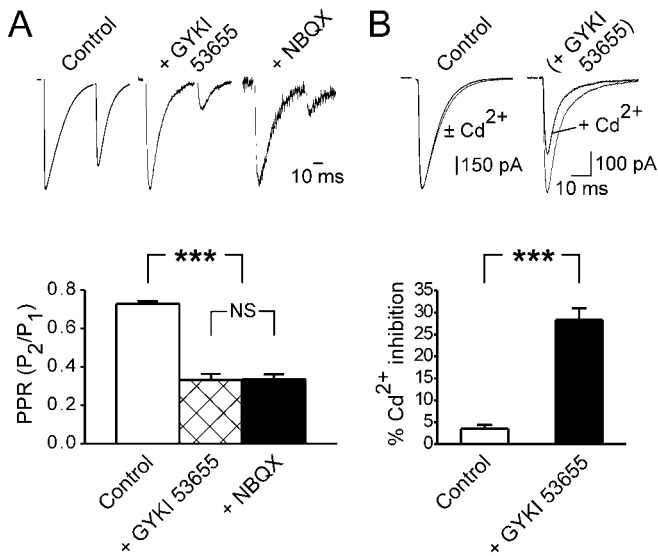 A
Control
+ GYKI
53655
+ NBQX
10 ms
***
NS
PPR (P2/P1)
0.8
0.6
0.4
0.2
0.0
Control
+ GYKI 53655
+ NBQX
B
Control
(+ GYKI
53655)
± Cd2+
+ Cd2+
150 pA
100 pA
10 ms
***
% Cd2+ inhibition
35
30
25
20
15
10
5
0
Control
+ GYKI 53655